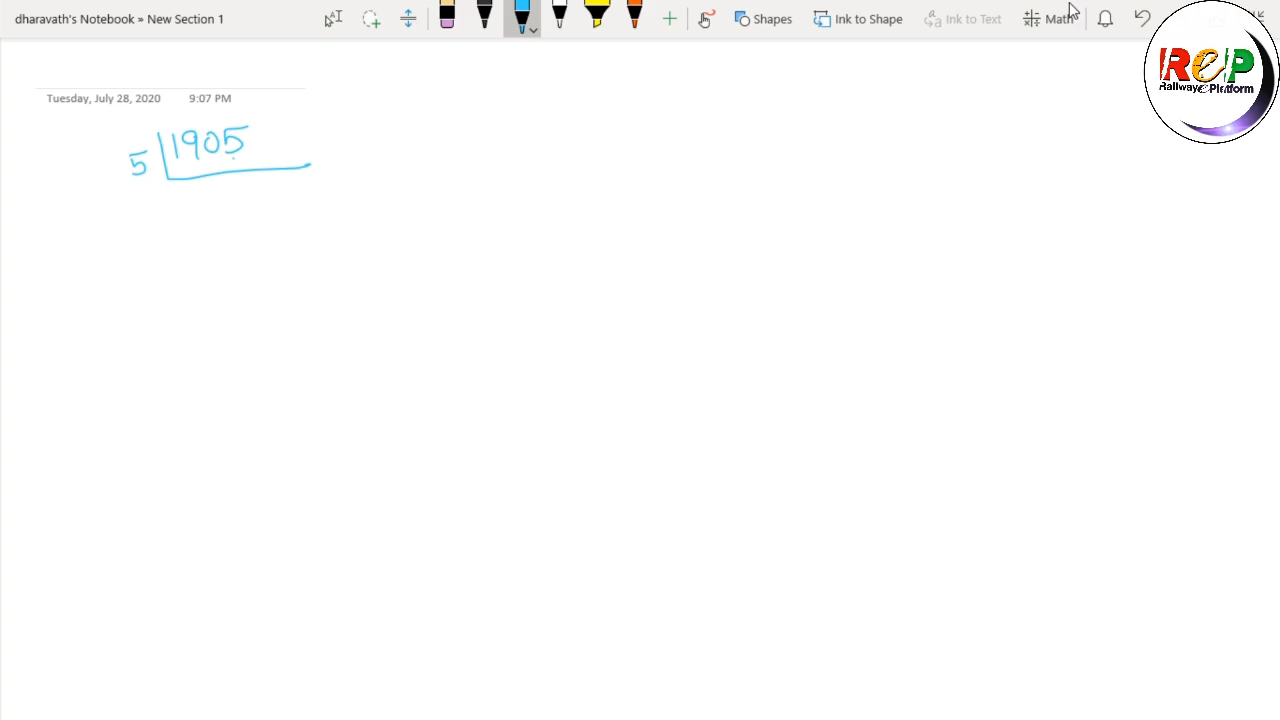 dharavath's Notebook » New Section 1
Shapes
Ink to Shape
Ink to Text
Math
ReP
Railways e Platform
Tuesday, July 28, 2020 9:07 PM
5 1905